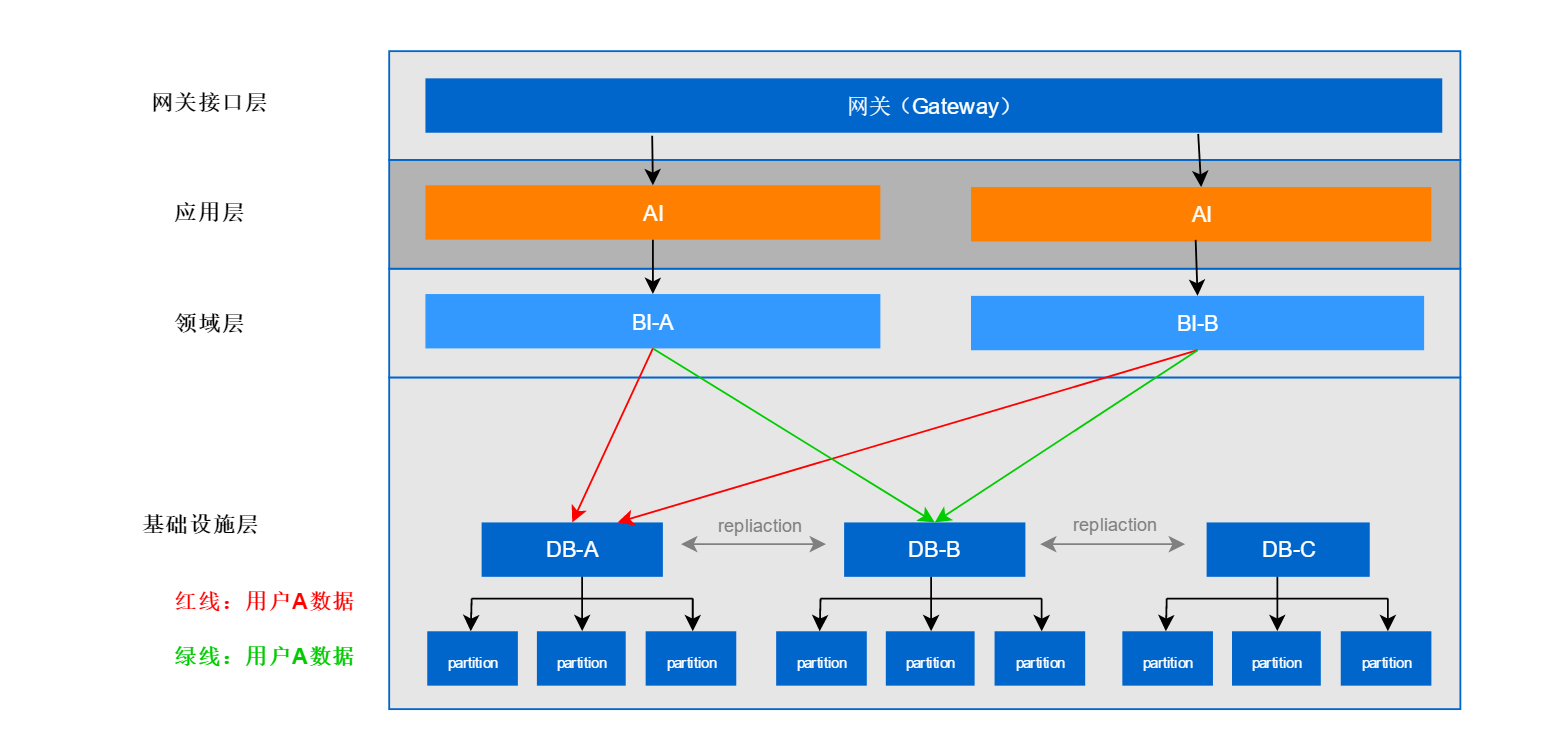 网关接口层
网关（Gateway）
应用层
AI
AI
领域层
BI-A
BI-B
基础设施层
repliaction
repliaction
DB-A
DB-B
DB-C
红线：用户A数据
绿线：用户A数据
partition
partition
partition
partition
partition
partition
partition
partition
partition